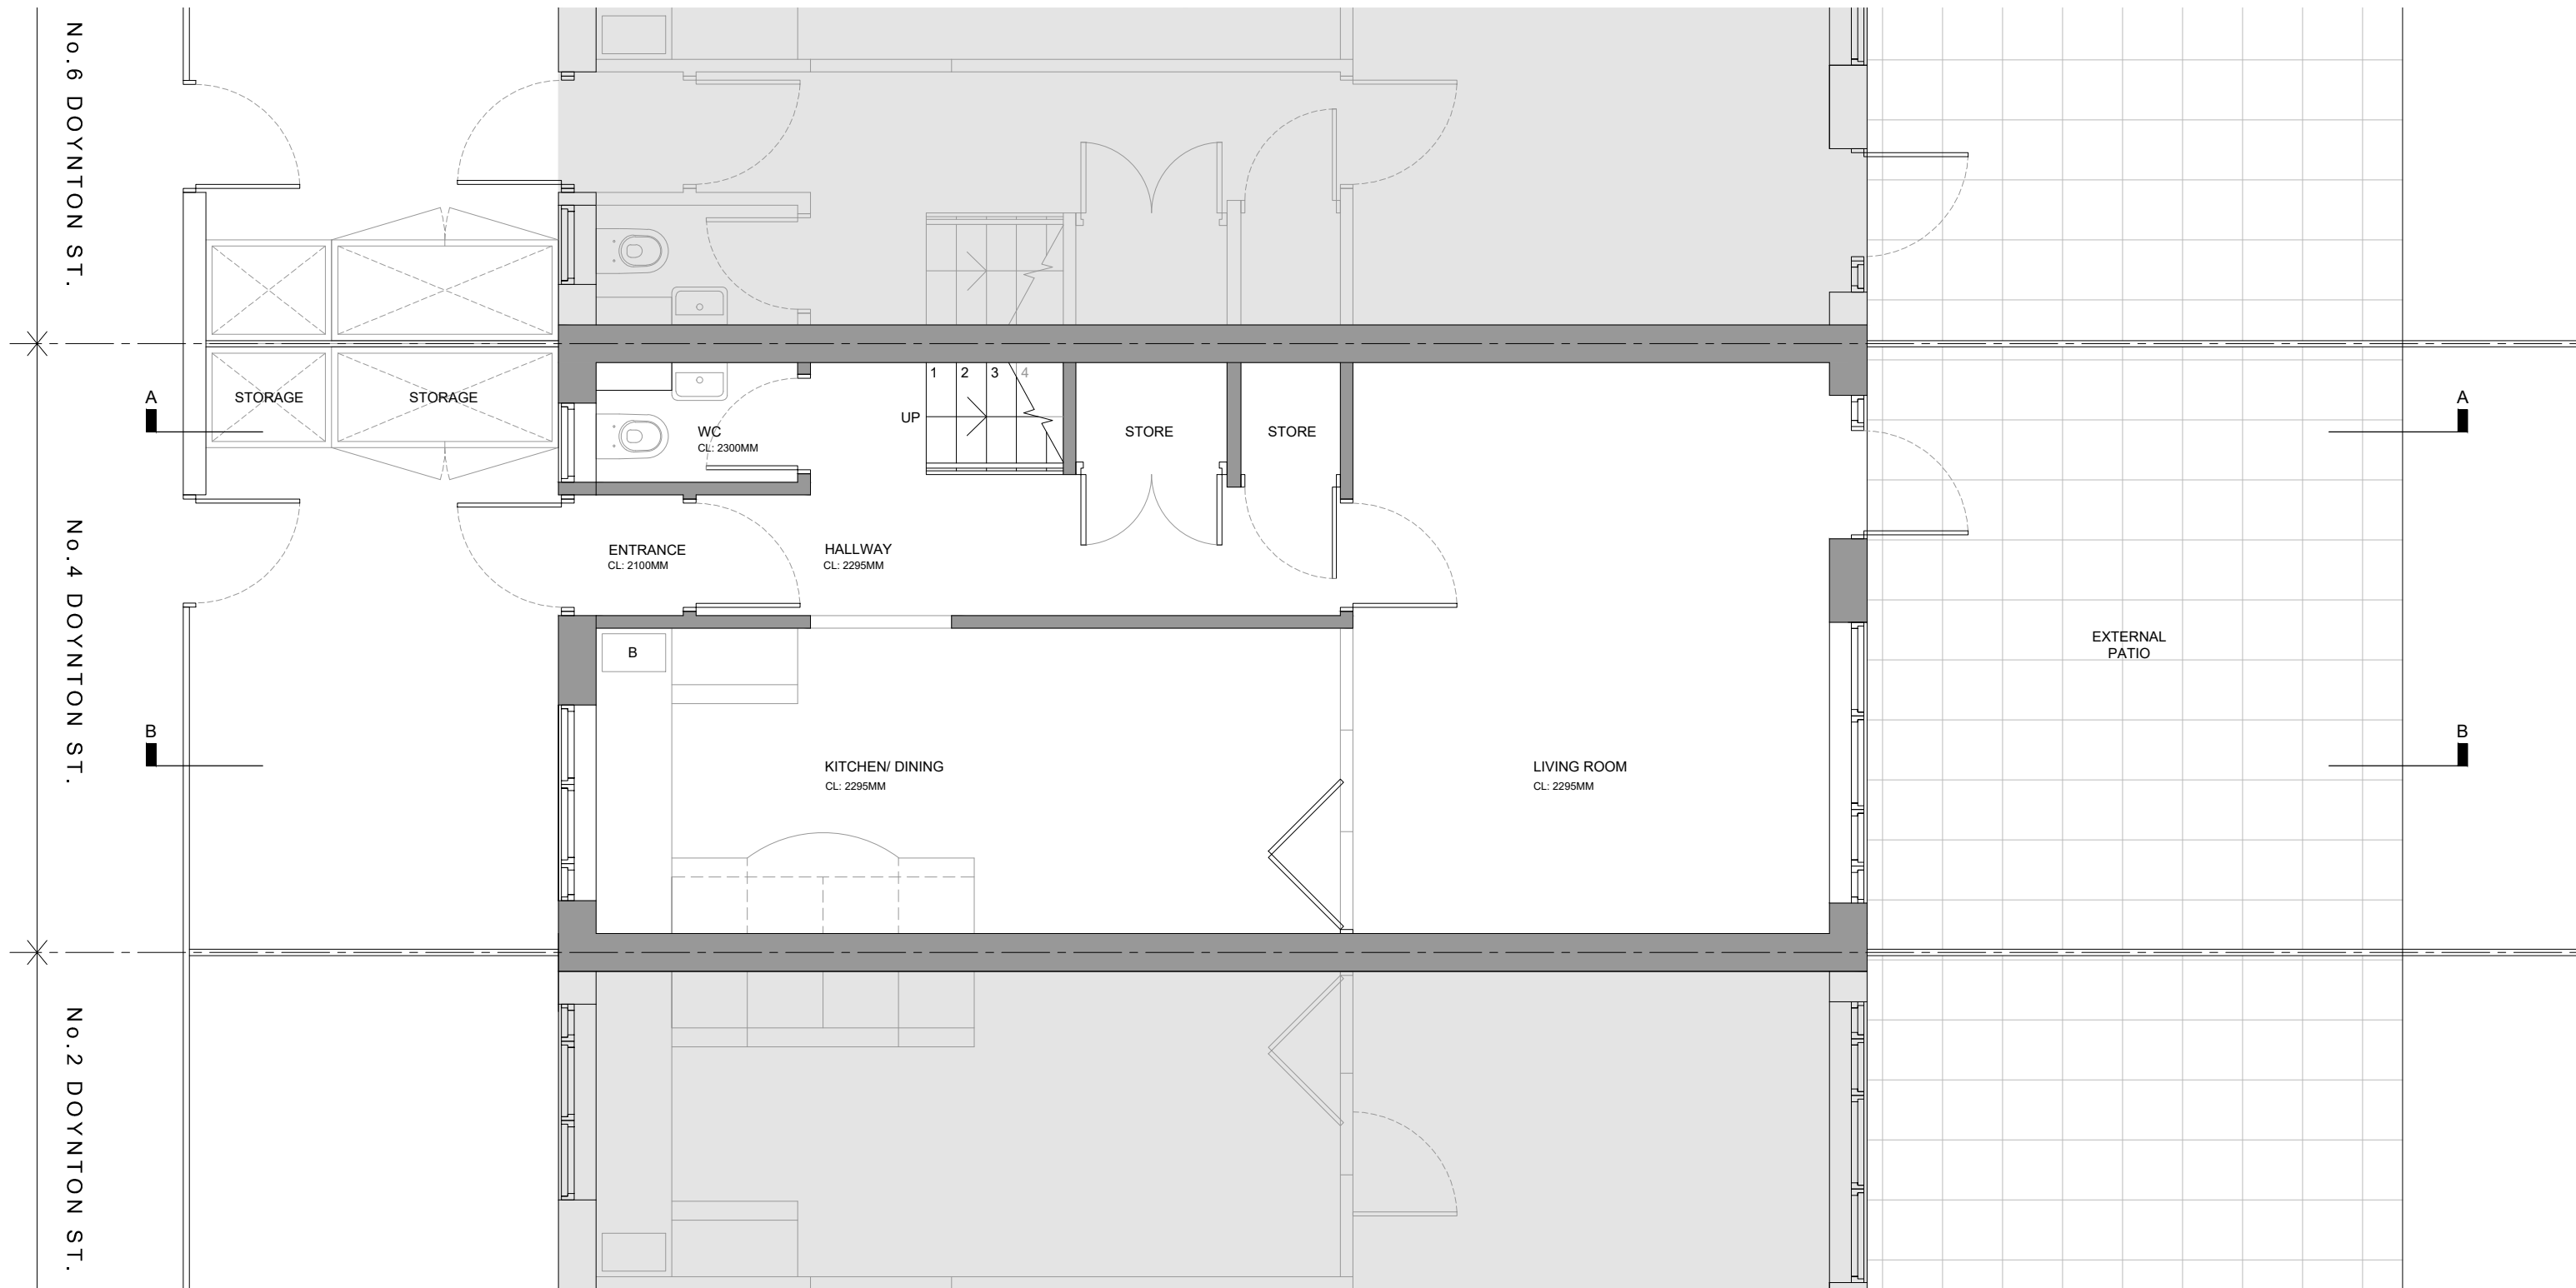 No.6 DOYNTON ST.
No.4 DOYNTON ST.
No.2 DOYNTON ST.
A
A
B
B
STORAGE
STORAGE
WC
CL: 2300MM
UP
1
2
3
4
STORE
STORE
ENTRANCE
CL: 2100MM
HALLWAY
CL: 2295MM
B
KITCHEN/ DINING
CL: 2295MM
LIVING ROOM
CL: 2295MM
EXTERNAL
PATIO